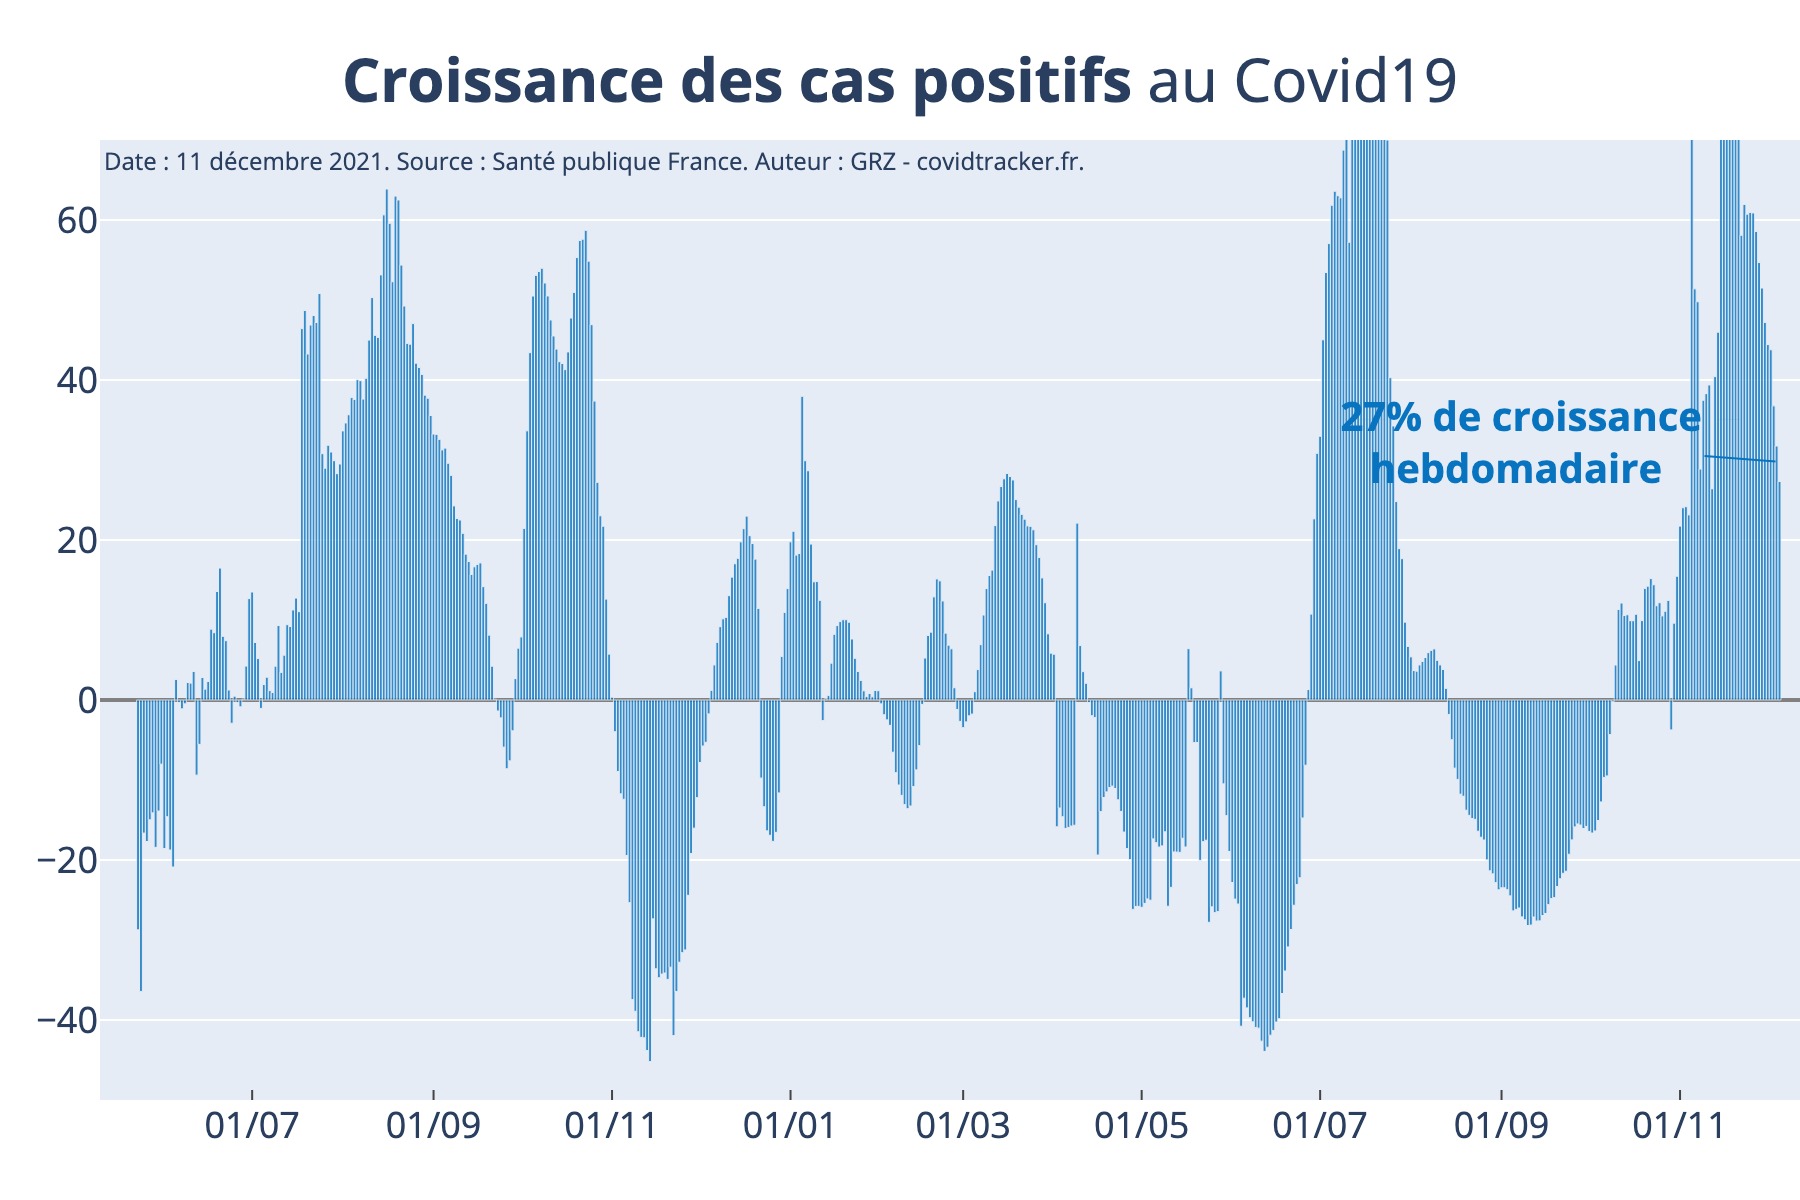 Croissance des cas positifs au Covid19
Date : 11 décembre 2021. Source : Santé publique France. Auteur : GRZ - covidtracker.fr.
60
40
27% de croissance
hebdomadaire
20
0
−20
−40
01/07 01/09 01/11 01/01 01/03 01/05 01/07 01/09 01/11